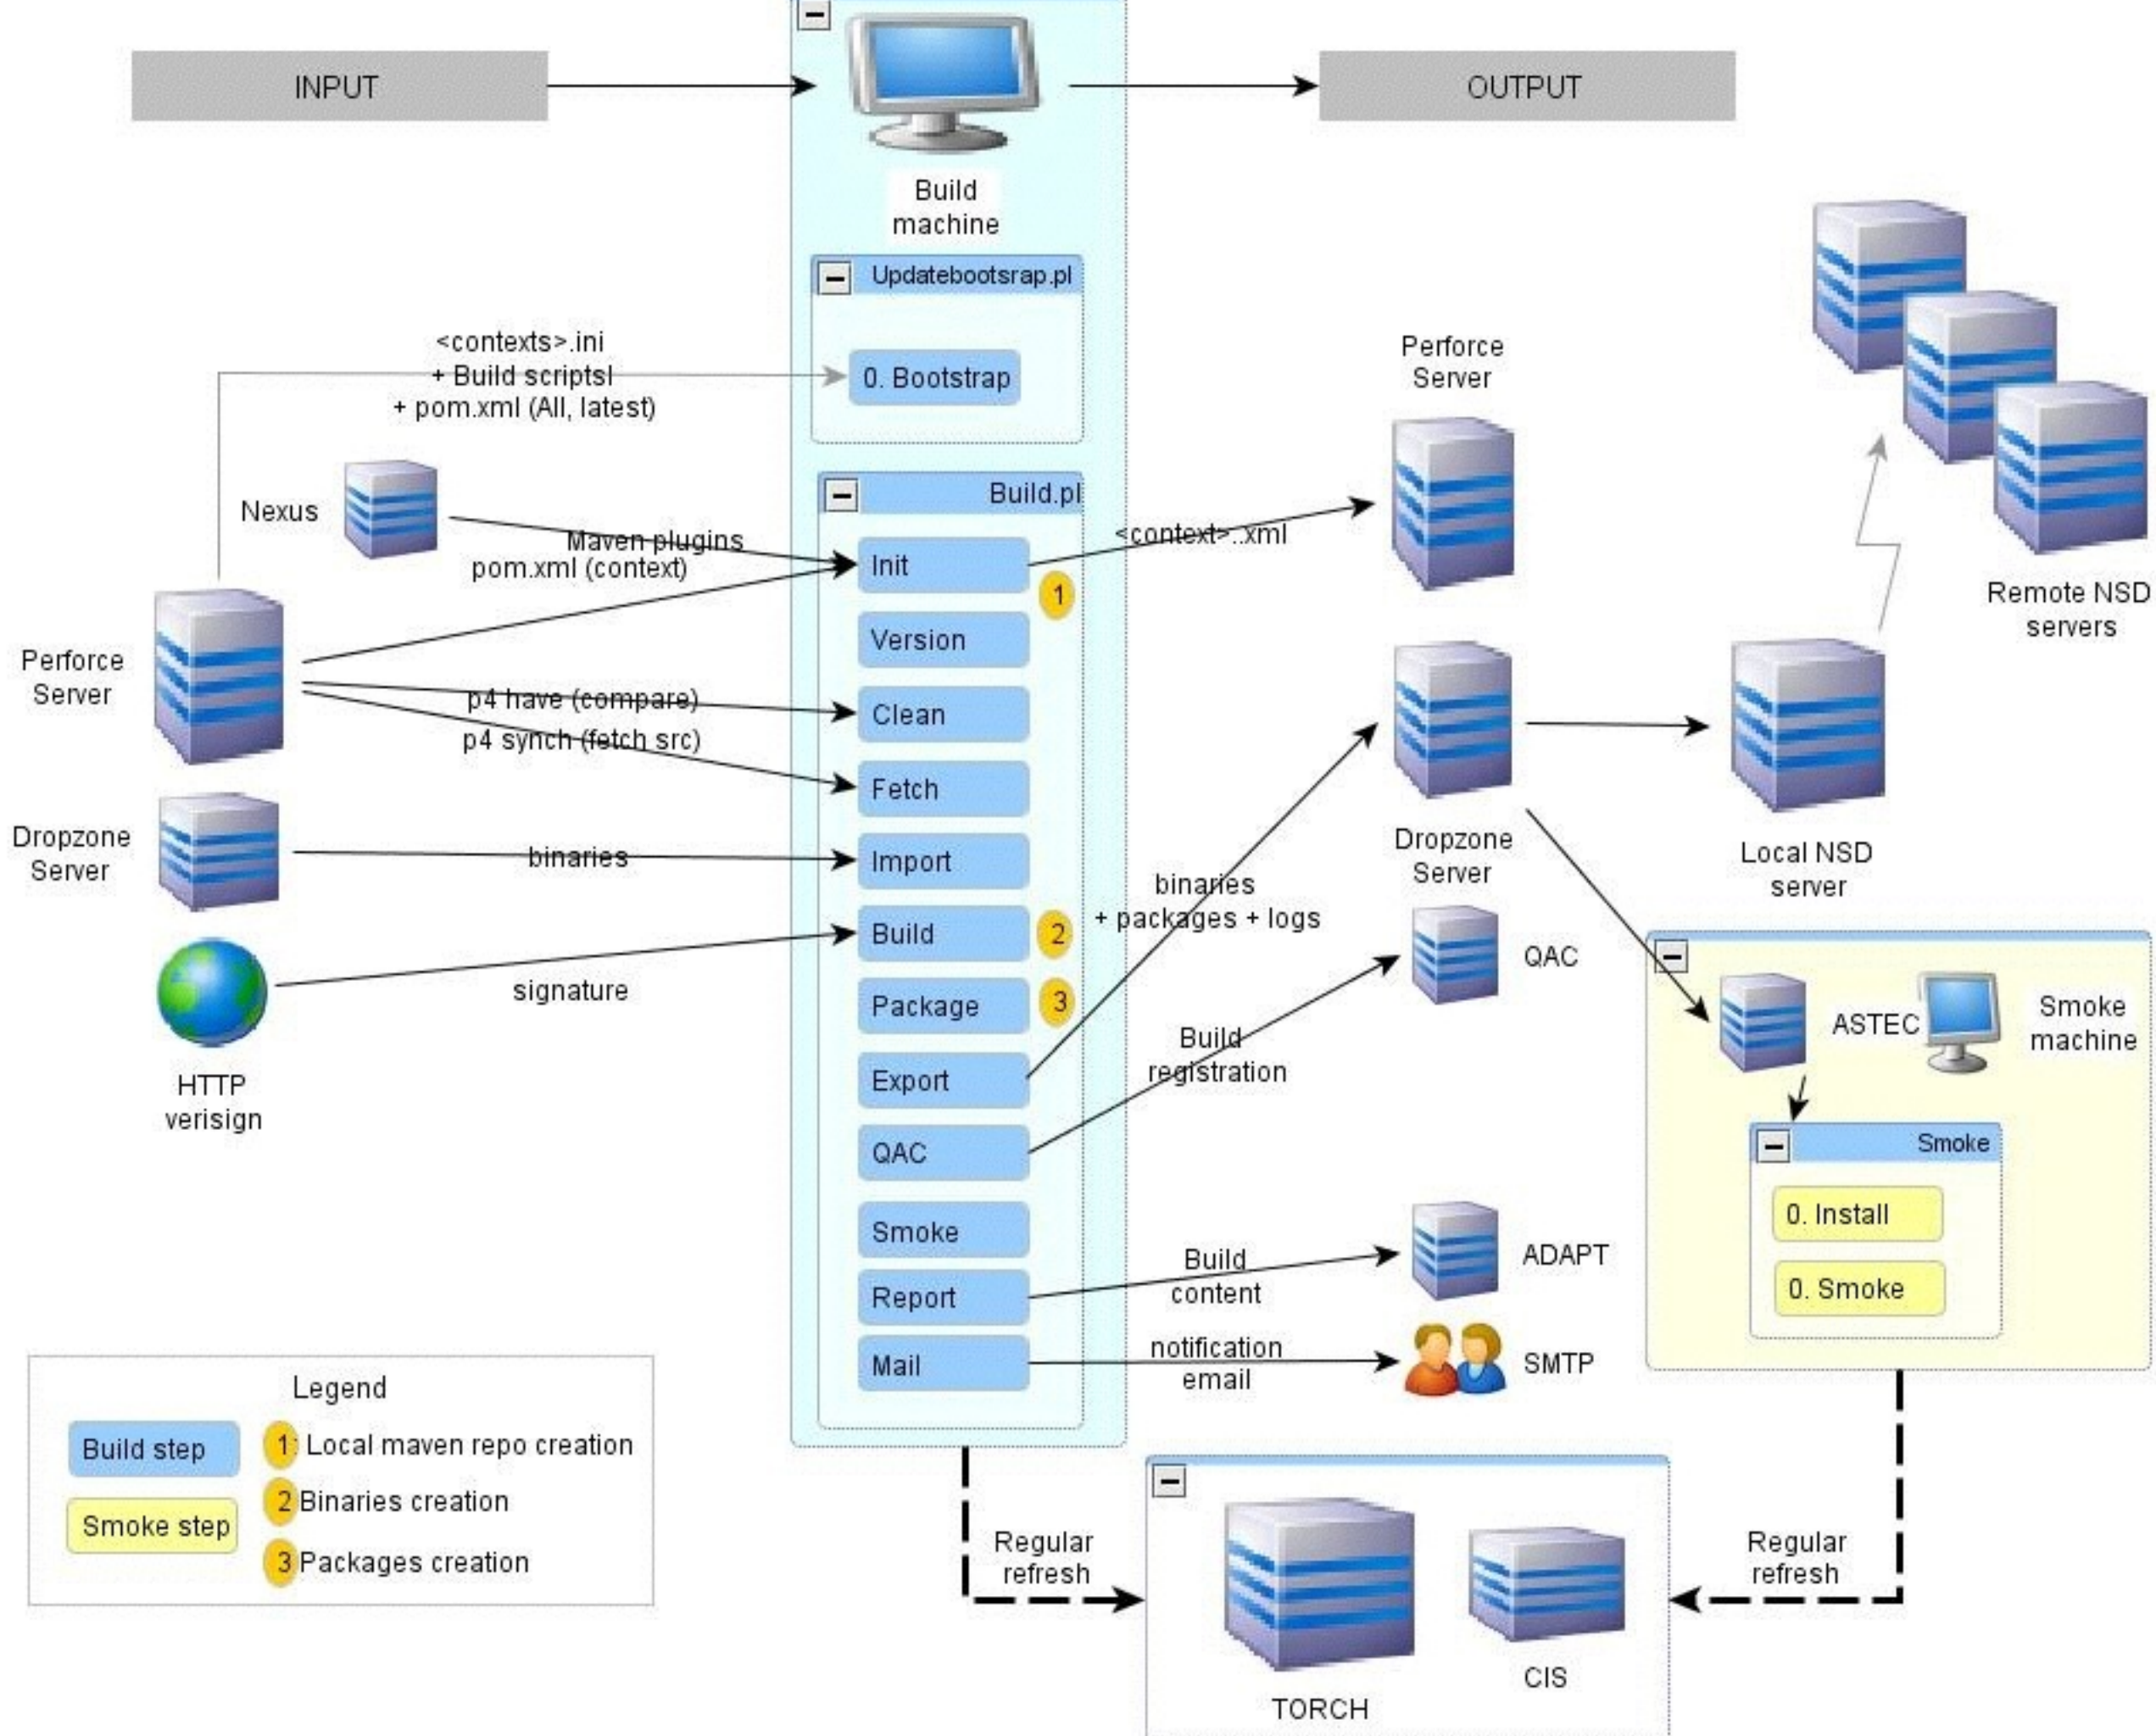 INPUT
OUTPUT
Build
machine
Updatebootsrap.pl
0. Bootstrap
<contexts>.ini
+ Build scriptsl
+ pom.xml (All, latest)
Nexus
Maven plugins
pom.xml (context)
Perforce
Server
p4 have (compare)
p4 synch (fetch src)
Dropzone
Server
binaries
signature
HTTP
verisign
Build.pl
Init
1
Version
Clean
Fetch
Import
Build
2
Package
3
Export
QAC
Smoke
Report
Mail
<context>..xml
Perforce
Server
Remote NSD
servers
Dropzone
Server
Local NSD
server
binaries
+ packages + logs
QAC
Build
registration
ASTEC
Smoke
machine
Smoke
0. Install
0. Smoke
Build
content
ADAPT
notification
email
SMTP
Legend
Build step
Smoke step
1: Local maven repo creation
2 Binaries creation
3 Packages creation
Regular
refresh
Regular
refresh
TORCH
CIS